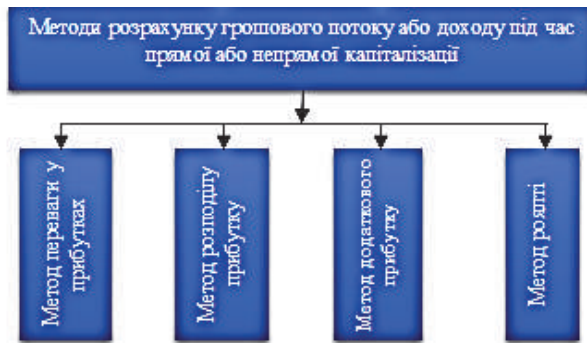 Методи розрахунку грошового потоку або доходу під час
прямої або непрямої капіталізації
Метод переваги у
прибутках
Метод розподілу
прибутку
Метод додаткового
прибутку
Метод роялті